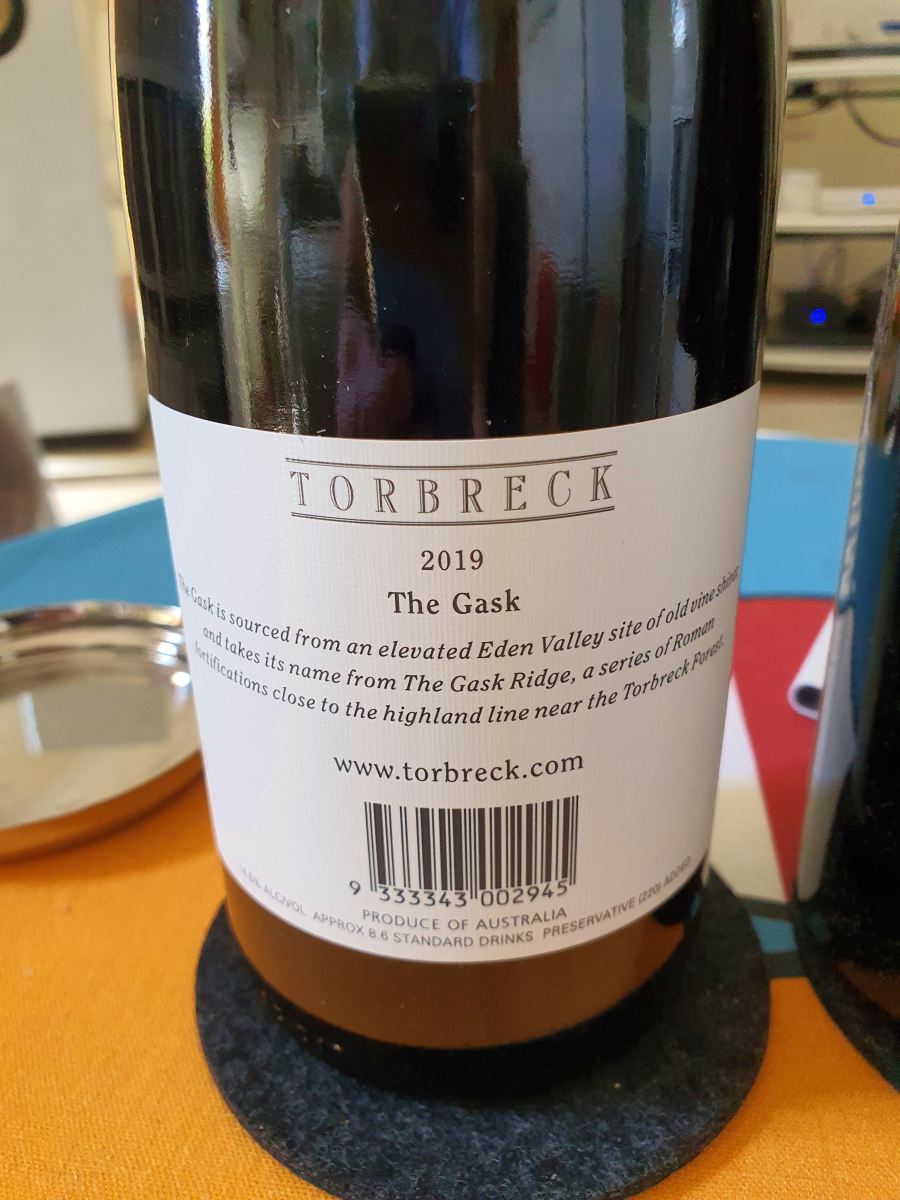 TORBRECK
2019
The Gask
The Gask is sourced from an elevated Eden Valley site of old vine shiraz
and takes its name from The Gask Ridge, a series of Roman
fortifications close to the highland line near the Torbreck Forest.
www.torbreck.com
9 333343 002945
PRODUCE OF AUSTRALIA
ALC/VOL APPROX 8.6 STANDARD DRINKS PRESERVATIVE (220) ADDED